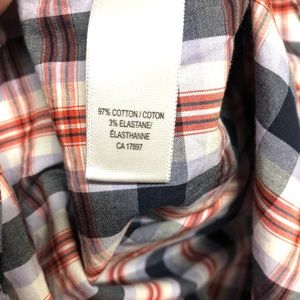 97% COTTON / COTON
3% ELASTANE/
ÉLASTHANNE
CA 17897